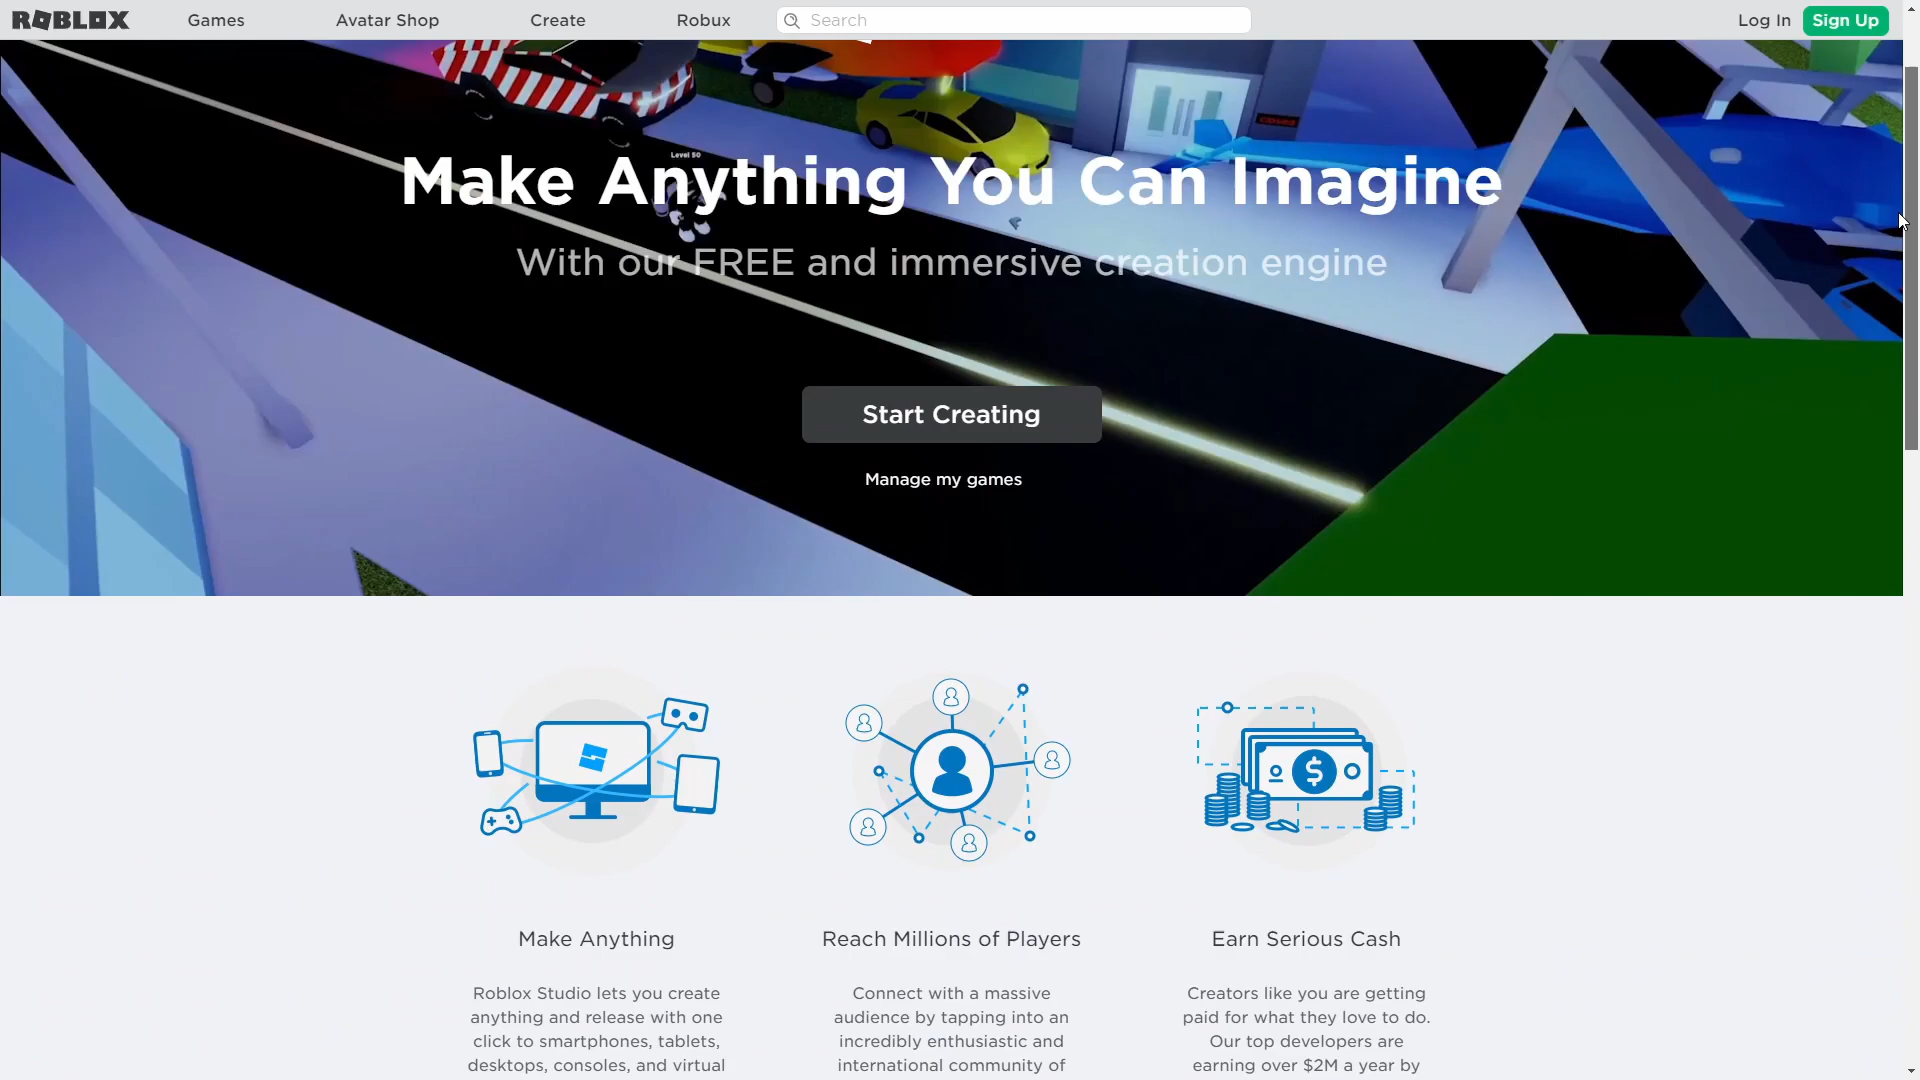 ROBLOX Games Avatar Shop Create Robux Search Log In Sign Up
Level 50
Make Anything You Can Imagine
With our FREE and immersive creation engine
Start Creating
Manage my games
Make Anything
Roblox Studio lets you create
anything and release with one
click to smartphones, tablets,
desktops, consoles, and virtual
Reach Millions of Players
Connect with a massive
audience by tapping into an
incredibly enthusiastic and
international community of
Earn Serious Cash
Creators like you are getting
paid for what they love to do.
Our top developers are
earning over $2M a year by